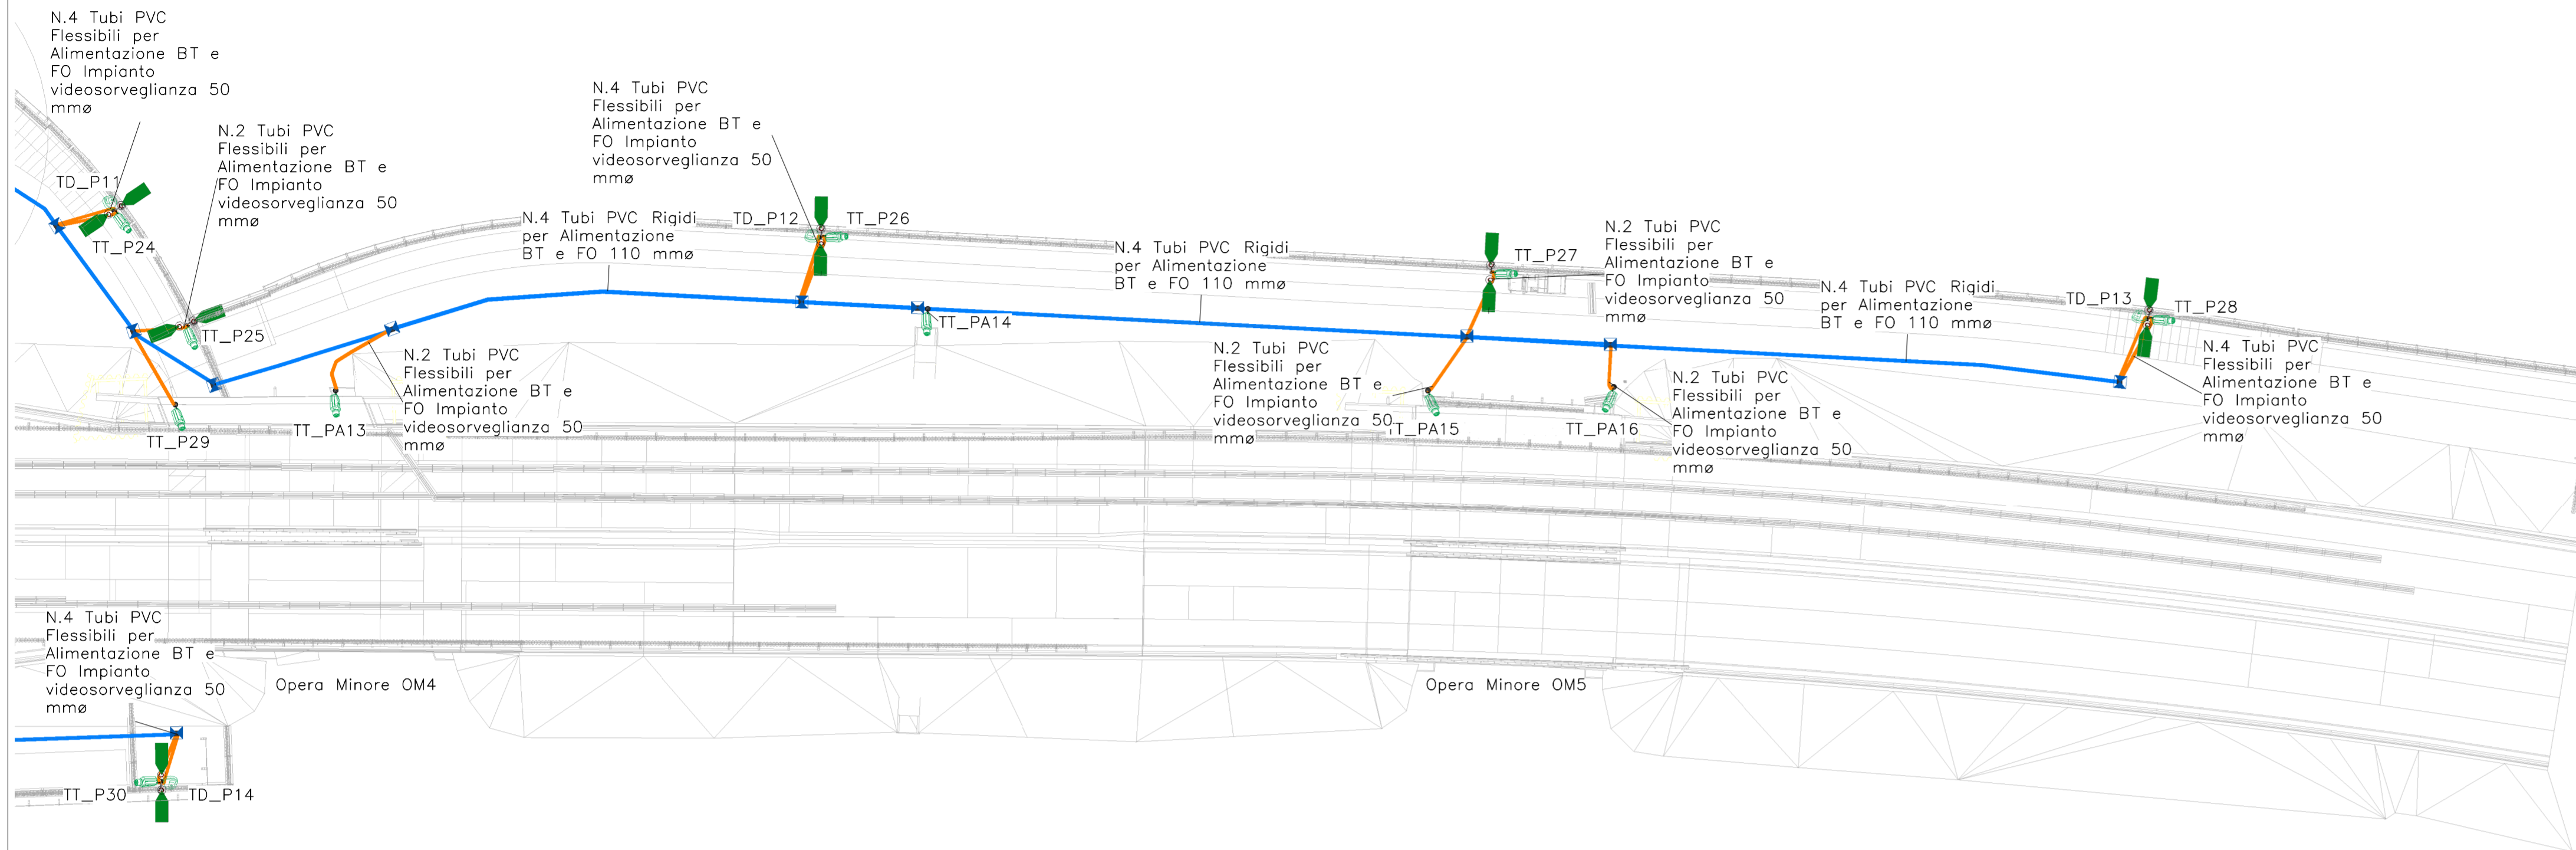 N.4 Tubi PVC
Flessibili per
Alimentazione BT e
FO Impianto
videosorveglianza 50
mmø
N.2 Tubi PVC
Flessibili per
Alimentazione BT e
FO Impianto
videosorveglianza 50
mmø
TD_P11
TT_P24
TT_P25
N.4 Tubi PVC
Flessibili per
Alimentazione BT e
FO Impianto
videosorveglianza 50
mmø
N.4 Tubi PVC Rigidi
per Alimentazione
BT e FO 110 mmø
TD_P12
TT_P26
TT_PA14
N.4 Tubi PVC Rigidi
per Alimentazione
BT e FO 110 mmø
TT_P27
N.2 Tubi PVC
Flessibili per
Alimentazione BT e
FO Impianto
videosorveglianza 50
mmø
N.4 Tubi PVC Rigidi
per Alimentazione
BT e FO 110 mmø
TD_P13
TT_P28
N.4 Tubi PVC
Flessibili per
Alimentazione BT e
FO Impianto
videosorveglianza 50
mmø
TT_P29
TT_PA13
N.2 Tubi PVC
Flessibili per
Alimentazione BT e
FO Impianto
videosorveglianza 50
mmø
N.2 Tubi PVC
Flessibili per
Alimentazione BT e
FO Impianto
videosorveglianza 50
mmø
TT_PA15
TT_PA16
N.2 Tubi PVC
Flessibili per
Alimentazione BT e
FO Impianto
videosorveglianza 50
mmø
N.4 Tubi PVC
Flessibili per
Alimentazione BT e
FO Impianto
videosorveglianza 50
mmø
Opera Minore OM4
Opera Minore OM5
TT_P30
TD_P14